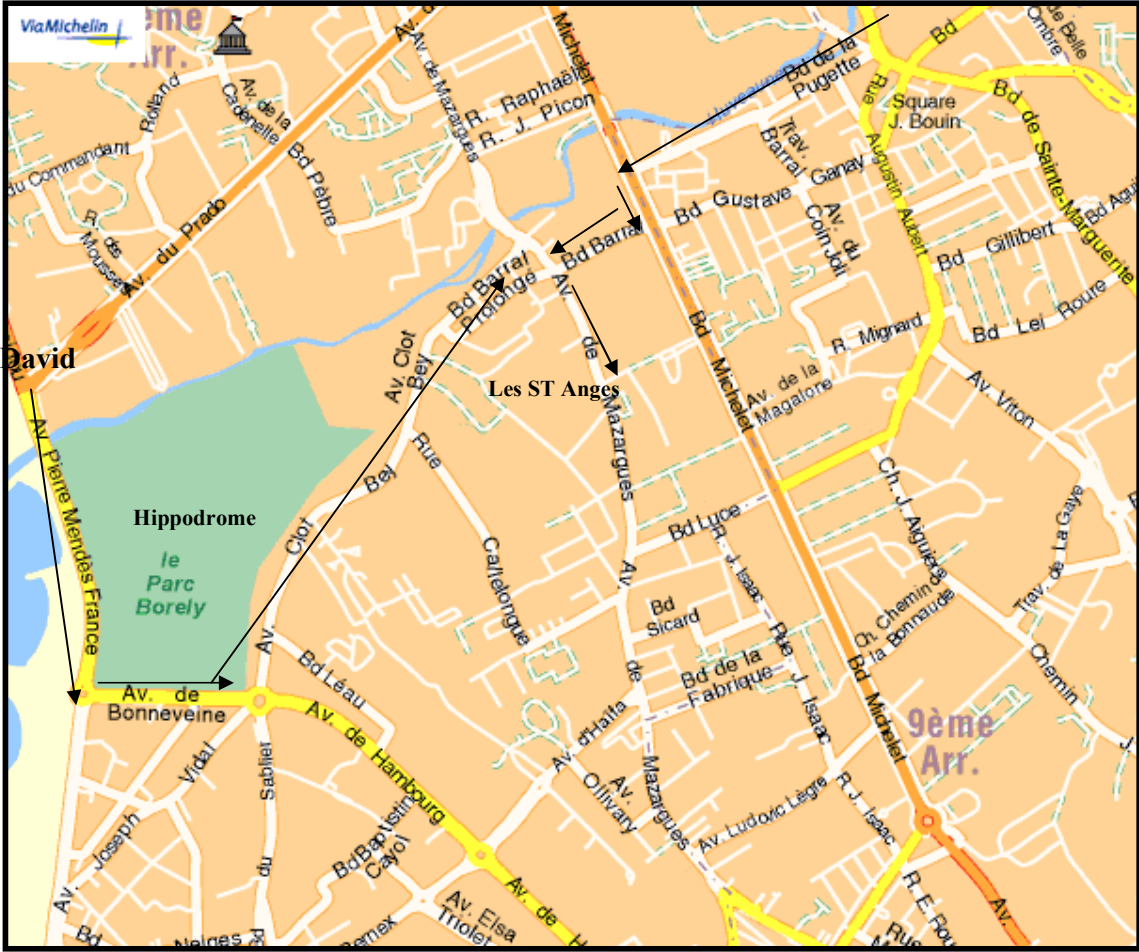 ViaMichelin
ème
Arr.
Av. de Mazargues
Michelet
Bd de la
Pugette
Bd
de Belle
Ombre
Rolland
Av. de la
Cadenelle
R. Raphaël
R. J. Picon
Rue Augustin Aubert
Square
J. Bouin
Bd de Sainte-Marguerite
du Commandant
Bd Pèbre
Trav.
Barral
Bd Gustave Ganay
R. des
Mousses
Av. du Prado
Av. du
Coin-Joli
Bd Gillibert
Bd Barral
Bd Barral
Prolongé
Av. de Mazargues
Bd Michelet
R. Mignard
Bd Lei Roure
David
Av. Clot
Bey
Les ST Anges
Av. de la
Magalone
Av. Viton
Av. Pierre Mendès France
Rue Callelongue
Av. Clot Bey
Hippodrome
le
Parc
Borely
Bd Luce
R. J. Isaac
Ch. J. Aiguier
Trav. de La Gaye
Bd
Sicard
Rue J. Isaac
Ch. Chemin de
la Bonnaude
Chemin
Bd Léau
Bd de la
Fabrique
Bd Michelet
Av. de
Bonneveine
Av. de Hambourg
Av. d'Haïfa
Av. de Mazargues
9ème
Arr.
Av. Joseph Vidal
du Sablier
Av.
Ollivary
Bd Baptistin
Cayol
Av. Ludovic Lègre
R. J. Isaac
Av. Elsa
Triolet
Av. de
Av.
Bd